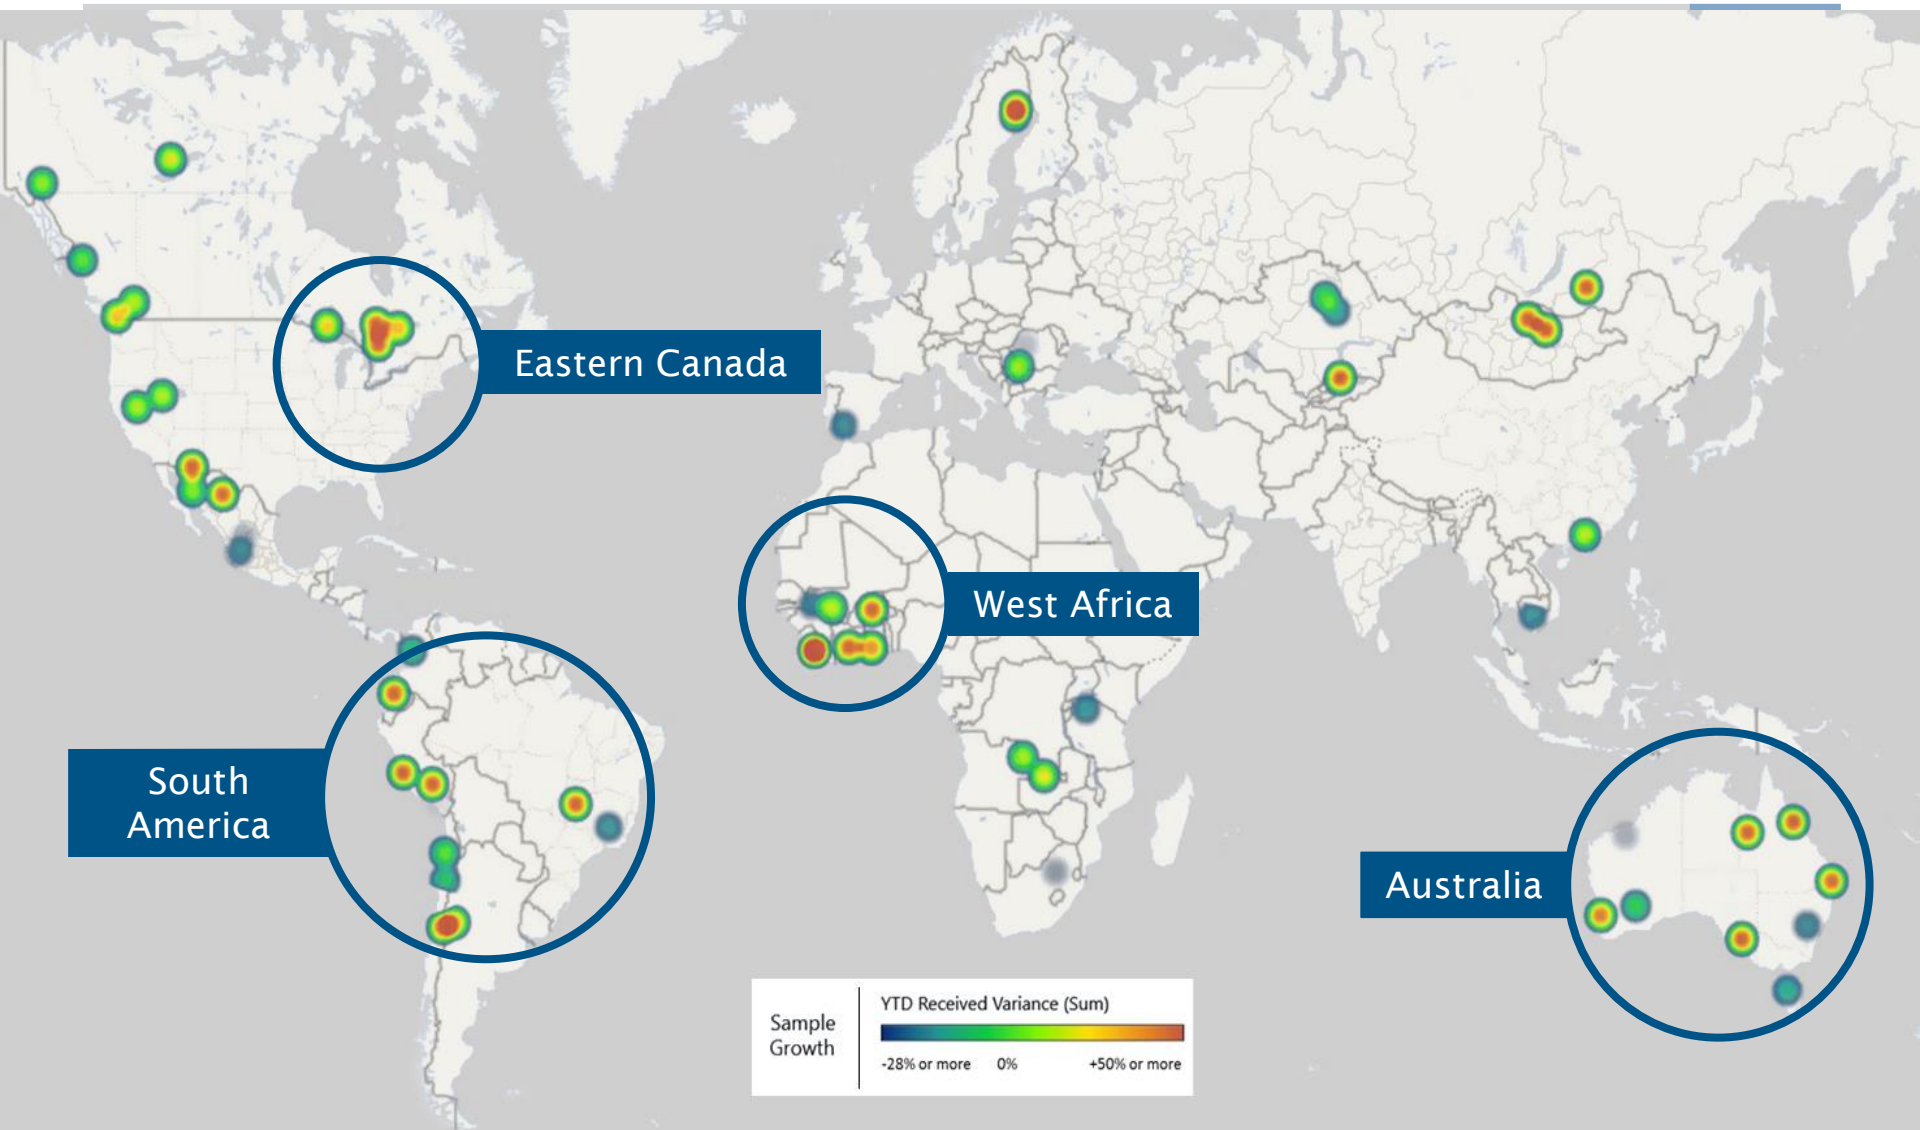 Eastern Canada
West Africa
South
America
Australia
Sample
Growth
YTD Received Variance (Sum)
-28% or more 0% +50% or more